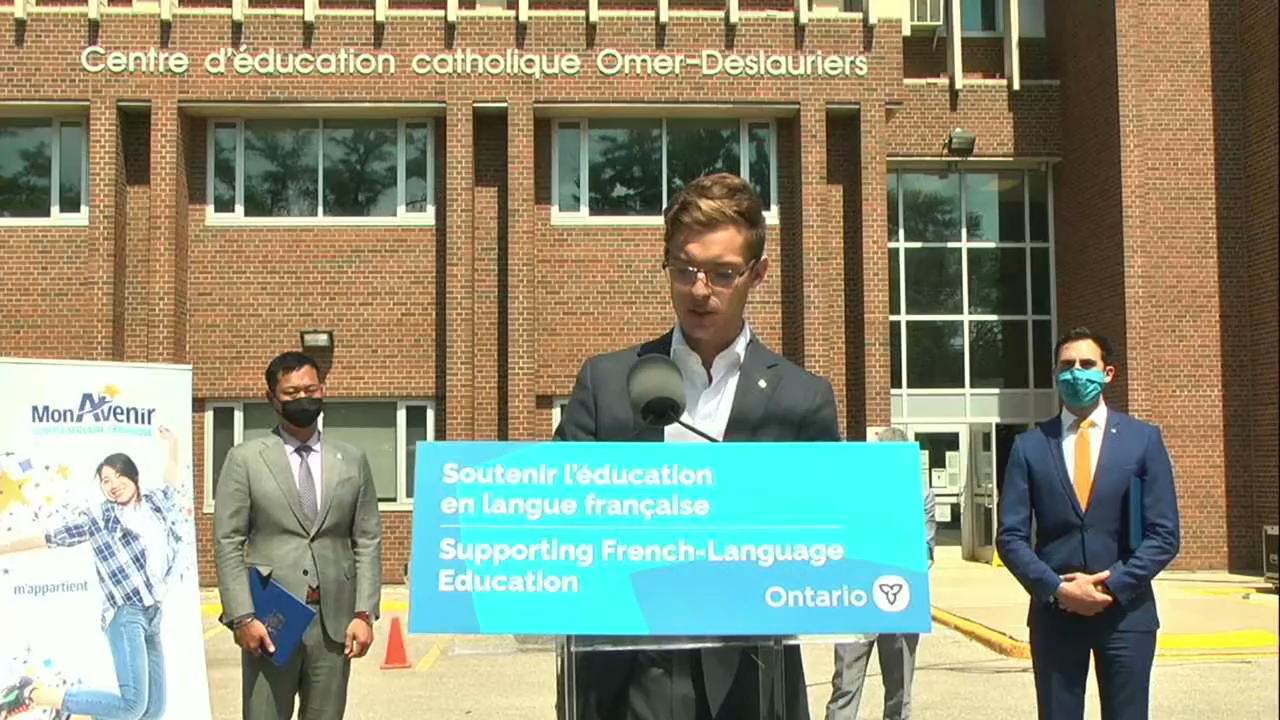 Centre d'éducation catholique Omer-Deslauriers
MonAvenir
m'appartient
Soutenir l'éducation
en langue française
Supporting French-Language
Education
Ontario